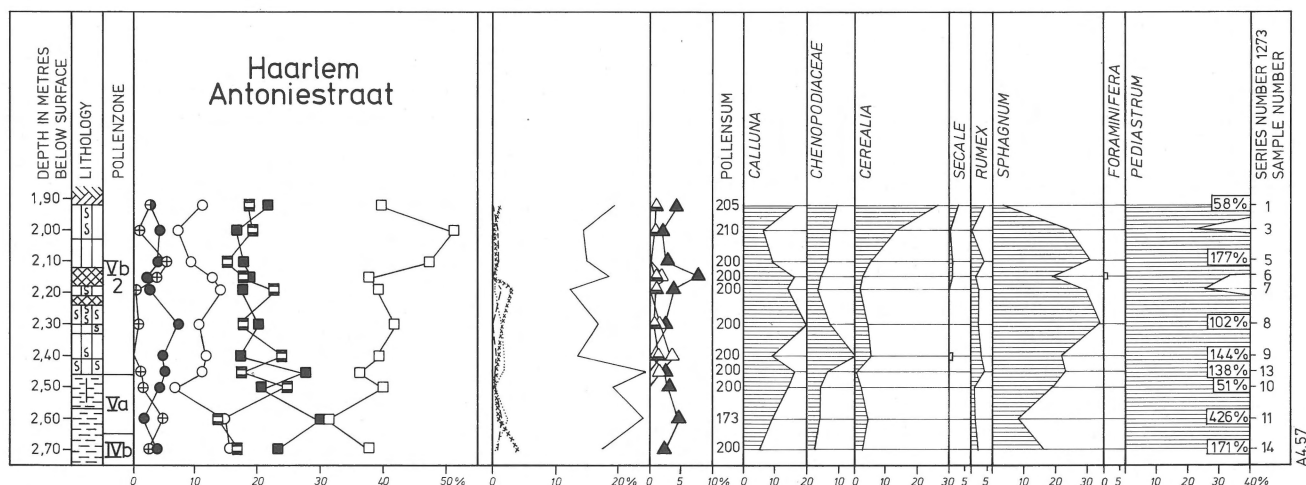 Haarlem
Antoniestraat
DEPTH IN METRES
BELOW SURFACE
LITHOLOGY
POLLENZONE
POLLENSUM
CALLUNA
CHENOPODIACEAE
CEREALIA
SECALE
RUMEX
SPHAGNUM
FORAMINIFERA
PEDIASTRUM
SERIES NUMBER 1273
SAMPLE NUMBER
1,90
2,00
2,10
2,20
2,30
2,40
2,50
2,60
2,70
S
S
S
S
S
S
S
S
S
Vb
2
Va
IVb
205
210
200
200
200
200
200
200
200
173
200
58%
177%
102%
144%
138%
51%
426%
171%
1
3
5
6
7
8
9
13
10
11
14
0 10 20 30 40 50%
0 10 20% 0 5 10%
0 10 20 0 10 0 10 20 0 5 0 5 0 10 20 30 0 0 10 20 30 40%
A4.57